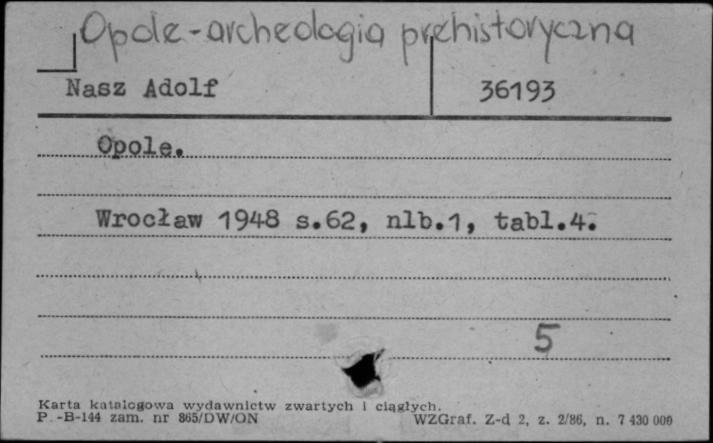 Opole-archeologia prehistoryczna
Nasz Adolf 36193
Opole.
Wrocław 1948 s.62, nlb.1, tabl.4.
5
Karta katalogowa wydawnictw zwartych i ciągłych.
P.-B-144 zam. nr 865/DW/ON WZGraf. Z-d 2, z. 2/86, n. 7 430 000